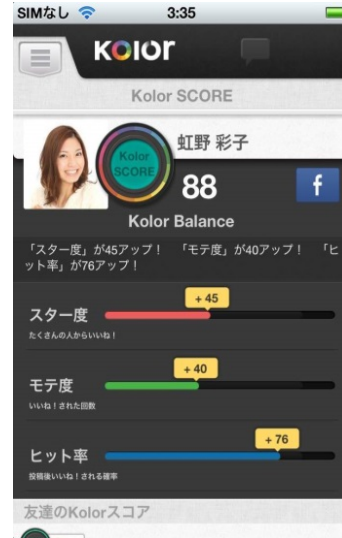 SIMなし 3:35
Kolor
Kolor SCORE
虹野 彩子
Kolor
SCORE
88
f
Kolor Balance
「スター度」が45アップ！ 「モテ度」が40アップ！ 「ヒ
ット率」が76アップ！
+ 45
スター度
たくさんの人からいいね！
+ 40
モテ度
いいね！された回数
+ 76
ヒット率
投稿後いいね！される確率
友達のKolorスコア